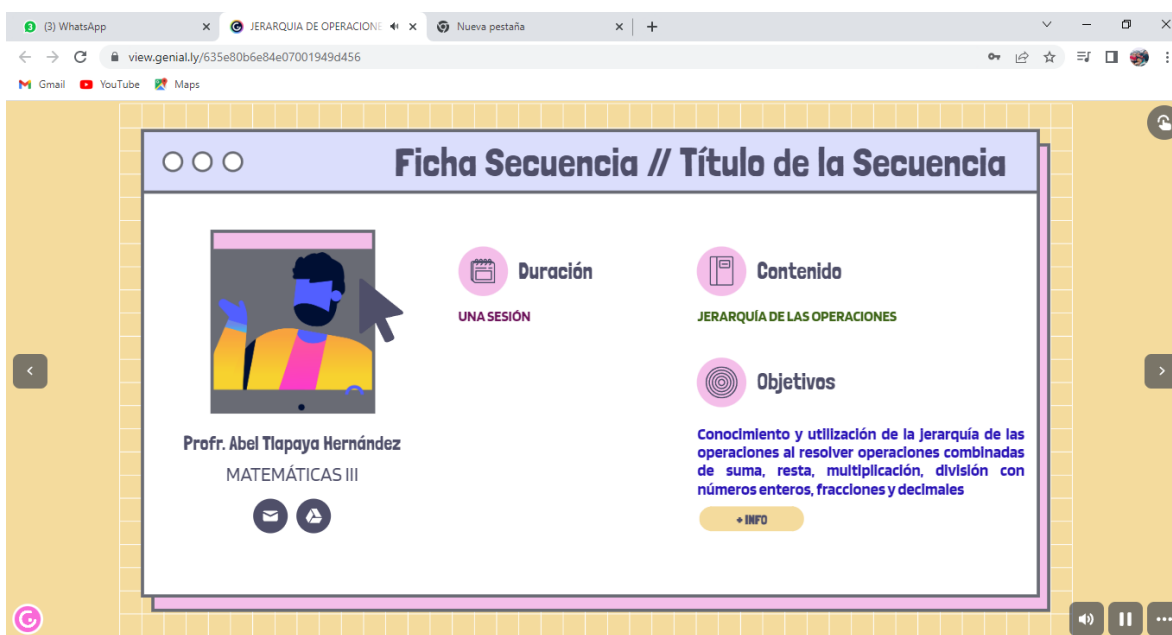 (3) WhatsApp
JERARQUIA DE OPERACIONE
Nueva pestaña
view.genial.ly/635e80b6e84e07001949d456
Gmail
YouTube
Maps
Ficha Secuencia // Título de la Secuencia
Duración
UNA SESIÓN
Contenido
JERARQUÍA DE LAS OPERACIONES
Objetivos
Conocimiento y utilización de la jerarquía de las
operaciones al resolver operaciones combinadas
de suma, resta, multiplicación, división con
números enteros, fracciones y decimales
+ INFO
Profr. Abel Tlapaya Hernández
MATEMÁTICAS III